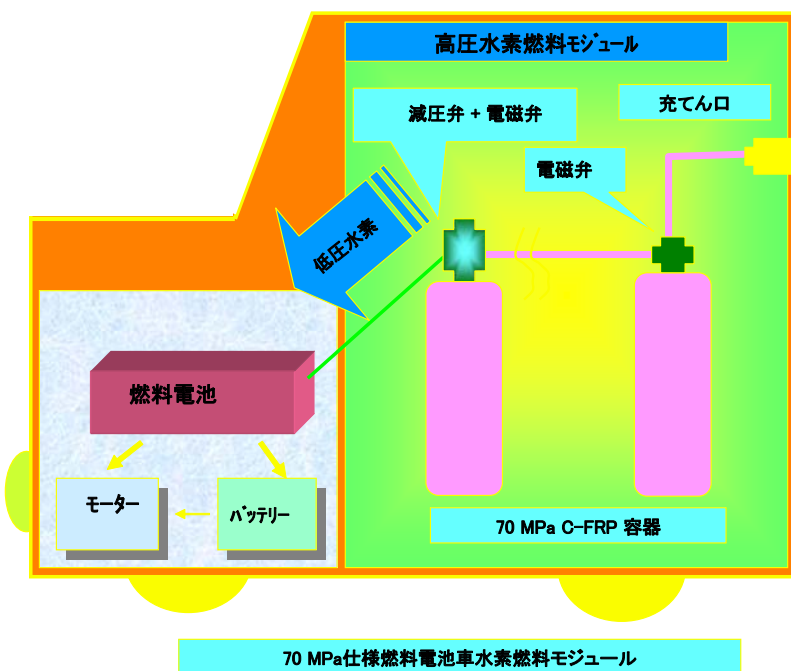 高圧水素燃料モジュール
減圧弁 + 電磁弁
充てん口
電磁弁
低圧水素
燃料電池
モーター
バッテリー
70 MPa C-FRP 容器
70 MPa仕様燃料電池車水素燃料モジュール